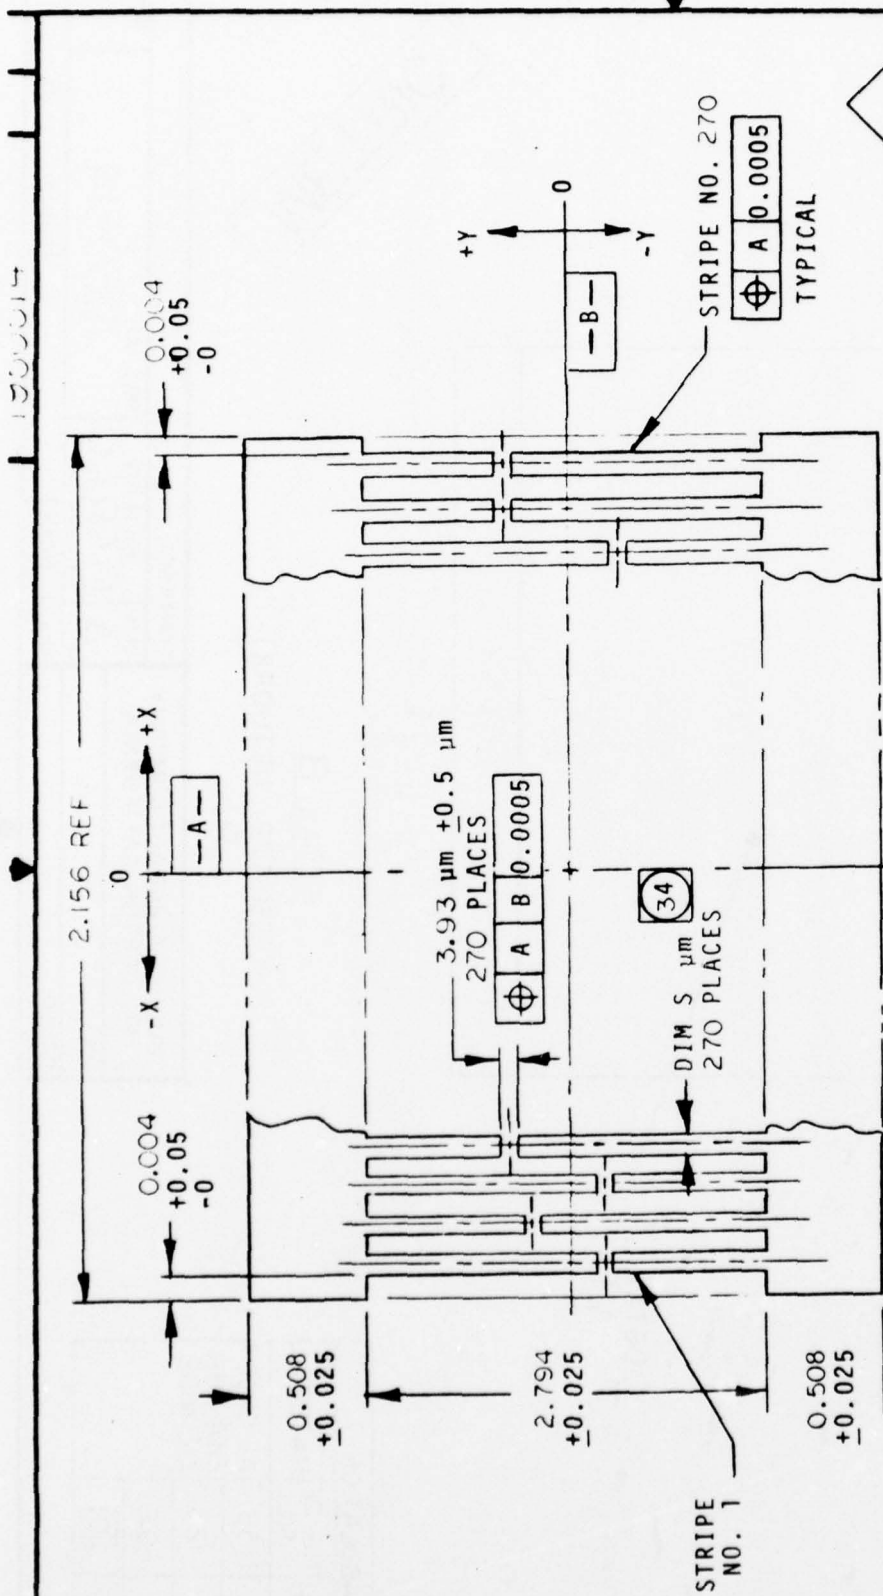 2.156 REF
0
-X
+X
—A—
0.004
+0.05
-0
0.004
+0.05
-0
0.508
±0.025
2.794
±0.025
0.508
±0.025
STRIPE
NO. 1
3.93 µm ±0.5 µm
270 PLACES
⌖ A B 0.0005
34
DIM S µm
270 PLACES
+Y
0
-Y
—B—
STRIPE NO. 270
⌖ A 0.0005
TYPICAL